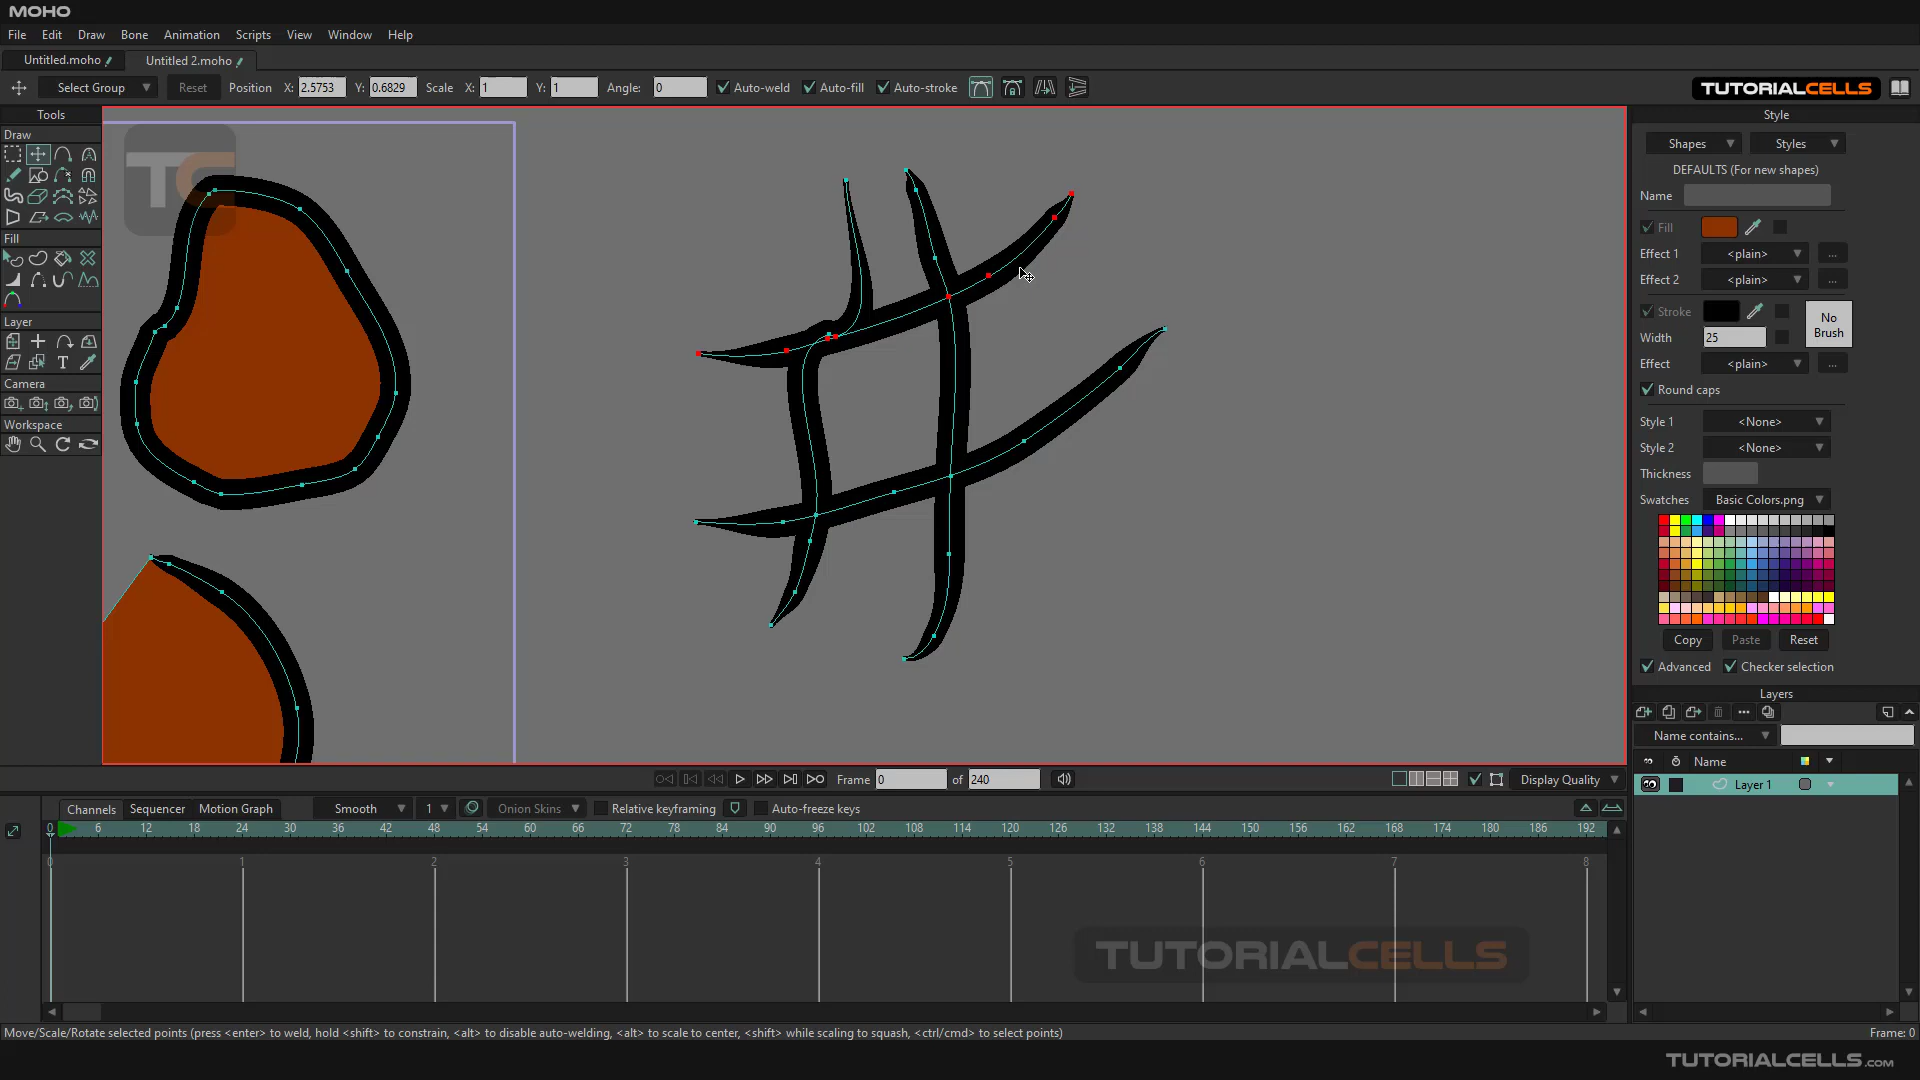 MOHO
File Edit Draw Bone Animation Scripts View Window Help
Untitled.moho Untitled 2.moho
Select Group Reset Position X: 2.5753 Y: 0.6829 Scale X: 1 Y: 1 Angle: 0 Auto-weld Auto-fill Auto-stroke TUTORIALCELLS
Tools
Draw
Fill
Layer
T
Camera
Workspace
TC
Style
Shapes Styles
DEFAULTS (For new shapes)
Name
Fill
Effect 1 <plain> ...
Effect 2 <plain> ...
Stroke
No Brush
Width 25
Effect <plain> ...
Round caps
Style 1 <None>
Style 2 <None>
Thickness
Swatches Basic Colors.png
Copy Paste Reset
Advanced Checker selection
Layers
Name contains...
Name
Layer 1
Frame 0 of 240 Display Quality
Channels Sequencer Motion Graph Smooth 1 Onion Skins Relative keyframing Auto-freeze keys
0 6 12 18 24 30 36 42 48 54 60 66 72 78 84 90 96 102 108 114 120 126 132 138 144 150 156 162 168 174 180 186 192
0 1 2 3 4 5 6 7 8
TUTORIALCELLS
Move/Scale/Rotate selected points (press <enter> to weld, hold <shift> to constrain, <alt> to disable auto-welding, <alt> to scale to center, <shift> while scaling to squash, <ctrl/cmd> to select points) Frame: 0
TUTORIALCELLS.COM